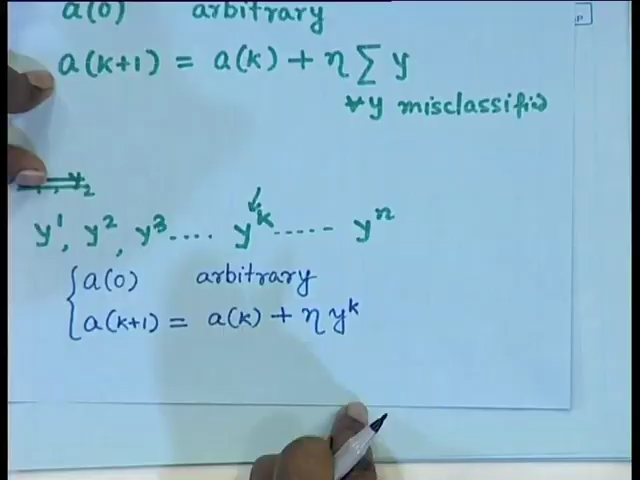 a(0) arbitrary
a(k+1) = a(k) + η Σ y
∀y misclassified
y¹, y², y³.... yᵏ..... yⁿ
a(0) arbitrary
a(k+1) = a(k) + η yᵏ